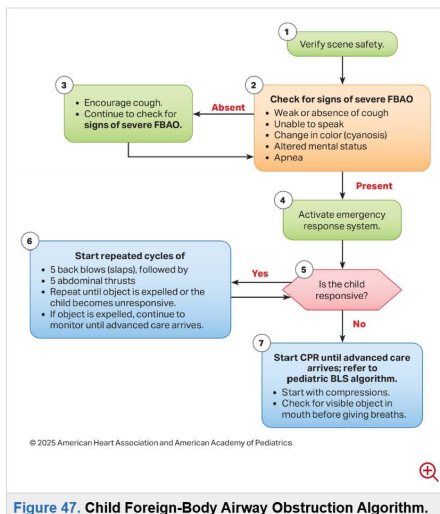 1
Verify scene safety.
2
Check for signs of severe FBAO
• Weak or absence of cough
• Unable to speak
• Change in color (cyanosis)
• Altered mental status
• Apnea
Absent
3
• Encourage cough.
• Continue to check for
signs of severe FBAO.
Present
4
Activate emergency
response system.
5
Is the child
responsive?
Yes
6
Start repeated cycles of
• 5 back blows (slaps), followed by
• 5 abdominal thrusts
• Repeat until object is expelled or the
child becomes unresponsive.
• If object is expelled, continue to
monitor until advanced care arrives.
No
7
Start CPR until advanced care
arrives; refer to
pediatric BLS algorithm.
• Start with compressions.
• Check for visible object in
mouth before giving breaths.
© 2025 American Heart Association and American Academy of Pediatrics
Figure 47. Child Foreign-Body Airway Obstruction Algorithm.